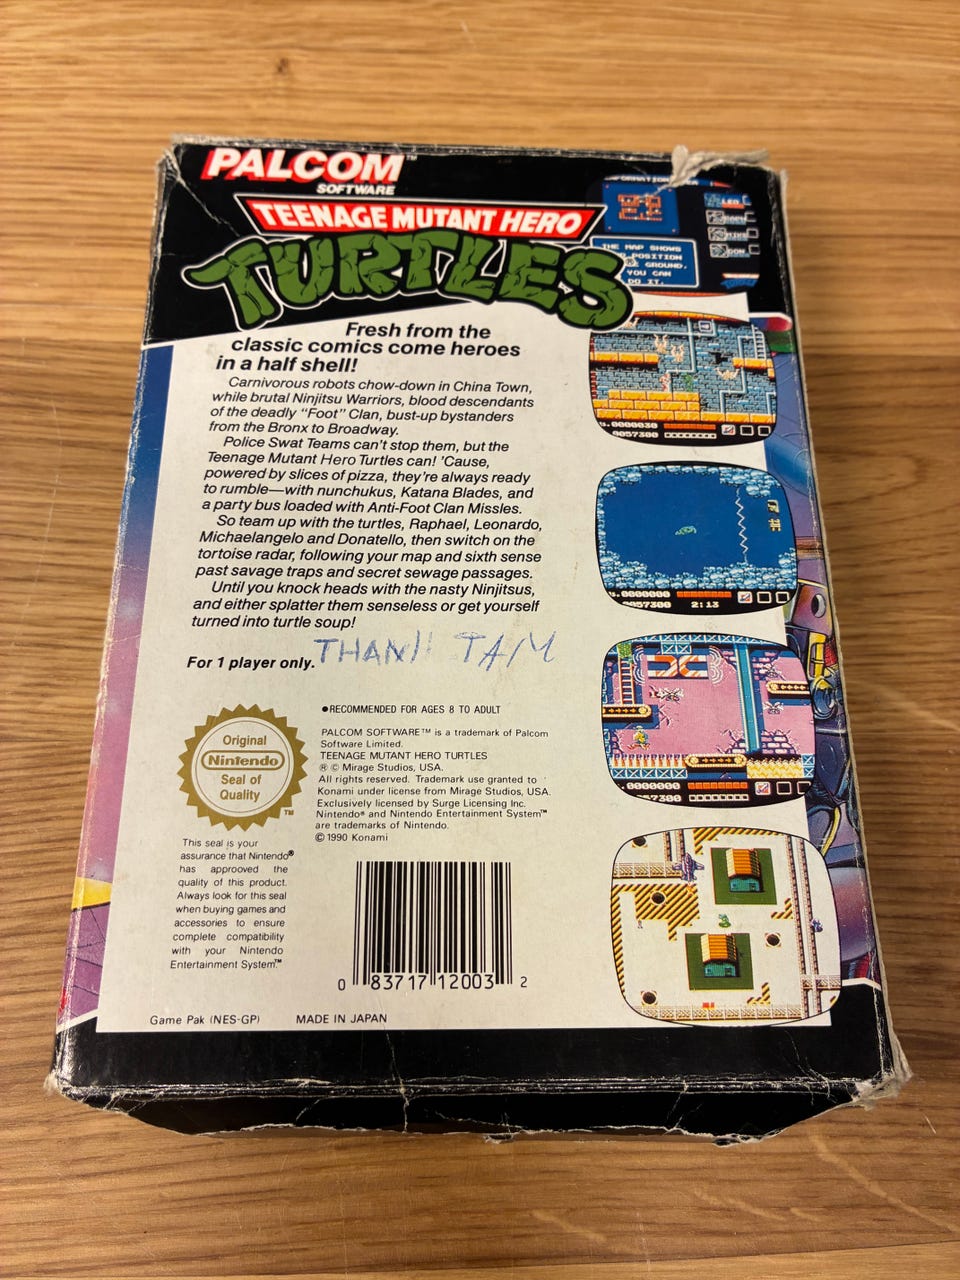 PALCOM™
SOFTWARE
TEENAGE MUTANT HERO
TURTLES
THE MAP SHOWS
POSITION
GROUND.
YOU CAN
DO IT.
Fresh from the
classic comics come heroes
in a half shell!
Carnivorous robots chow-down in China Town,
while brutal Ninjitsu Warriors, blood descendants
of the deadly “Foot” Clan, bust-up bystanders
from the Bronx to Broadway.
Police Swat Teams can't stop them, but the
Teenage Mutant Hero Turtles can! 'Cause,
powered by slices of pizza, they're always ready
to rumble—with nunchukus, Katana Blades, and
a party bus loaded with Anti-Foot Clan Missles.
So team up with the turtles, Raphael, Leonardo,
Michaelangelo and Donatello, then switch on the
tortoise radar, following your map and sixth sense
past savage traps and secret sewage passages.
Until you knock heads with the nasty Ninjitsus,
and either splatter them senseless or get yourself
turned into turtle soup!
For 1 player only. THANH TAM
●RECOMMENDED FOR AGES 8 TO ADULT
PALCOM SOFTWARE™ is a trademark of Palcom
Software Limited.
TEENAGE MUTANT HERO TURTLES
® © Mirage Studios, USA.
All rights reserved. Trademark use granted to
Konami under license from Mirage Studios, USA.
Exclusively licensed by Surge Licensing Inc.
Nintendo® and Nintendo Entertainment System™
are trademarks of Nintendo.
© 1990 Konami
Original
Nintendo
Seal of
Quality
™
This seal is your
assurance that Nintendo®
has approved the
quality of this product.
Always look for this seal
when buying games and
accessories to ensure
complete compatibility
with your Nintendo
Entertainment System.™
0 83717 12003 2
Game Pak (NES-GP) MADE IN JAPAN
0000030
0057300
0000000
0057300 2:13
0000000
7300